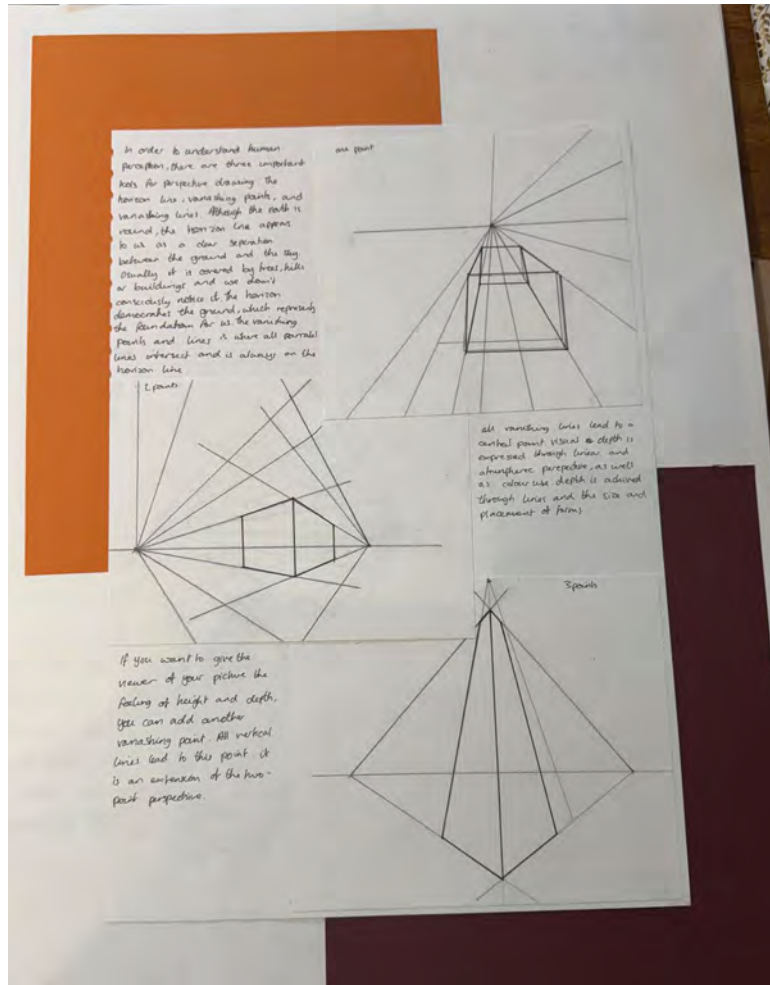 In order to understand human
perception, there are three important
tools for perspective drawing. The
horizon line, vanishing points, and
vanishing lines. Although the earth is
round, the horizon line appears
to us as a clear seperation
between the ground and the sky.
Usually it is covered by trees, hills
or buildings and we don't
consciously notice it. the horizon
democrates the ground, which represents
the foundation for us. the vanishing
points and lines is where all parralel
lines intersect and is always on the
horizon line
one point
2 points
all vanishing lines lead to a
central point visual depth is
expressed through linear and
atmospheric perspective, as well
as colour use. depth is achived
through lines and the size and
placement of forms
3 points
If you want to give the
viewer of your picture the
feeling of height and depth,
you can add another
vanashing point. All vertical
lines lead to this point. it
is an extension of the two-
point perspective.